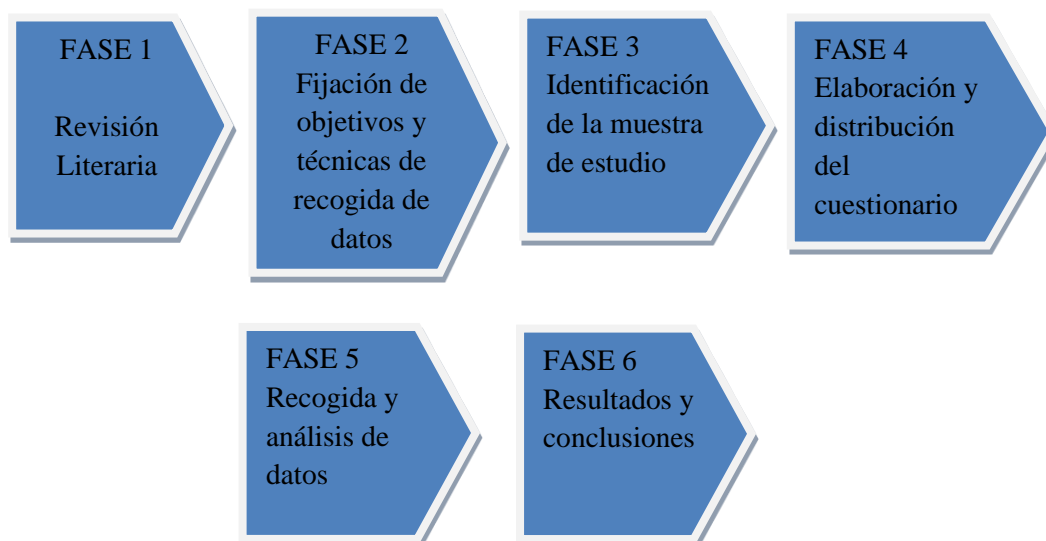 FASE 1
Revisión
Literaria
FASE 2
Fijación de
objetivos y
técnicas de
recogida de
datos
FASE 3
Identificación
de la muestra
de estudio
FASE 4
Elaboración y
distribución
del
cuestionario
FASE 5
Recogida y
análisis de
datos
FASE 6
Resultados y
conclusiones